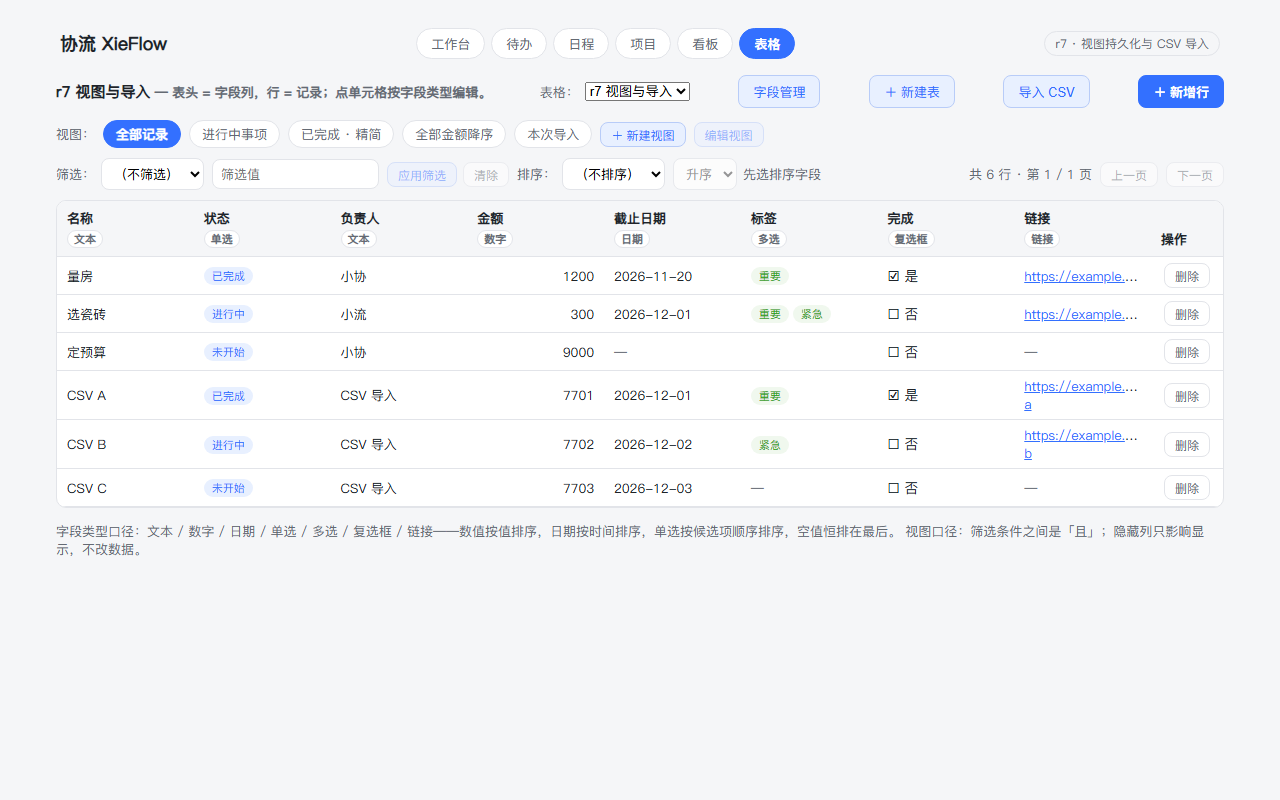 协流 XieFlow 工作台 待办 日程 项目 看板 表格 r7 · 视图持久化与 CSV 导入
r7 视图与导入 — 表头 = 字段列，行 = 记录；点单元格按字段类型编辑。 表格： r7 视图与导入 字段管理 ＋ 新建表 导入 CSV ＋ 新增行
视图： 全部记录 进行中事项 已完成 · 精简 全部金额降序 本次导入 ＋ 新建视图 编辑视图
筛选： （不筛选） 筛选值 应用筛选 清除 排序： （不排序） 升序 先选排序字段 共 6 行 · 第 1 / 1 页 上一页 下一页
名称 状态 负责人 金额 截止日期 标签 完成 链接
文本 单选 文本 数字 日期 多选 复选框 链接 操作
量房 已完成 小协 1200 2026-11-20 重要 ☑ 是 https://example.… 删除
选瓷砖 进行中 小流 300 2026-12-01 重要 紧急 ☐ 否 https://example.… 删除
定预算 未开始 小协 9000 — ☐ 否 — 删除
CSV A 已完成 CSV 导入 7701 2026-12-01 重要 ☑ 是 https://example.…
a 删除
CSV B 进行中 CSV 导入 7702 2026-12-02 紧急 ☐ 否 https://example.…
b 删除
CSV C 未开始 CSV 导入 7703 2026-12-03 — ☐ 否 — 删除
字段类型口径：文本 / 数字 / 日期 / 单选 / 多选 / 复选框 / 链接——数值按值排序，日期按时间排序，单选按候选项顺序排序，空值恒排在最后。 视图口径：筛选条件之间是「且」；隐藏列只影响显
示，不改数据。